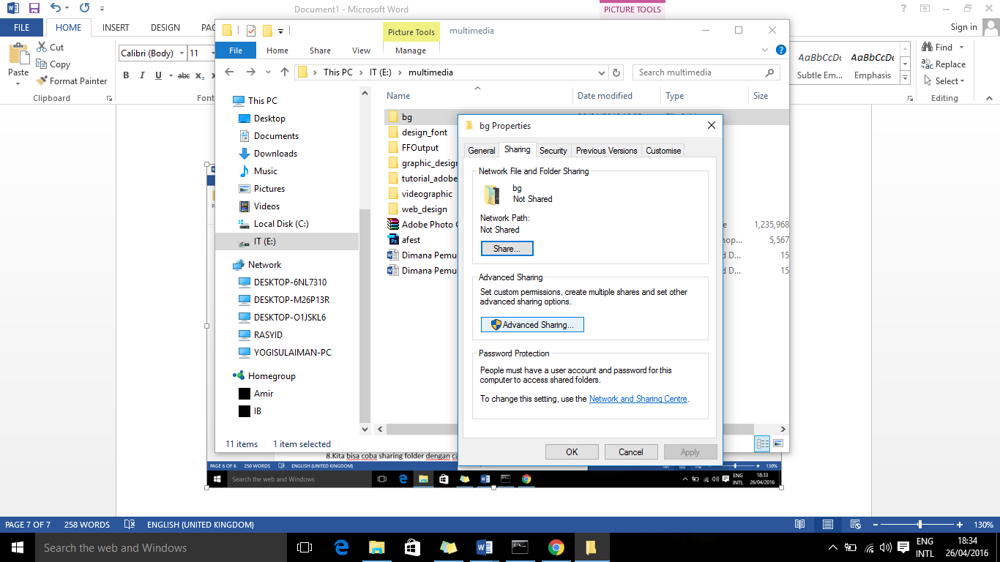 Document1 - Microsoft Word
PICTURE TOOLS
FILE HOME INSERT DESIGN
Sign in
Cut
Copy
Format Painter
Paste
Clipboard
Calibri (Body) 11
B I U abc x₂
Font
AaBbCcDc AaBbCcDc
Subtle Em... Emphasis
Find
Replace
Select
Editing
Picture Tools multimedia
File Home Share View Manage
This PC IT (E:) multimedia
Search multimedia
Name Date modified Type Size
This PC
Desktop
Documents
Downloads
Music
Pictures
Videos
Local Disk (C:)
IT (E:)
Network
DESKTOP-6NL7310
DESKTOP-M26P13R
DESKTOP-O1JSKL6
RASYID
YOGISULAIMAN-PC
Homegroup
Amir
IB
bg
design_font
FFOutput
graphic_design
tutorial_adobe
videographic
web_design
Adobe Photo 1,235,968
afest 5,567
Dimana Pemu 15
Dimana Pemu 15
11 items 1 item selected
bg Properties
General Sharing Security Previous Versions Customise
Network File and Folder Sharing
bg
Not Shared
Network Path:
Not Shared
Share...
Advanced Sharing
Set custom permissions, create multiple shares and set other
advanced sharing options.
Advanced Sharing...
Password Protection
People must have a user account and password for this
computer to access shared folders.
To change this setting, use the Network and Sharing Centre.
OK Cancel Apply
8.Kita bisa coba sharing folder dengan
PAGE 6 OF 6 250 WORDS ENGLISH (UNITED KINGDOM) 130%
Search the web and Windows
ENG 18:33
INTL 26/04/2016
PAGE 7 OF 7 258 WORDS ENGLISH (UNITED KINGDOM) 130%
Search the web and Windows
ENG 18:34
INTL 26/04/2016